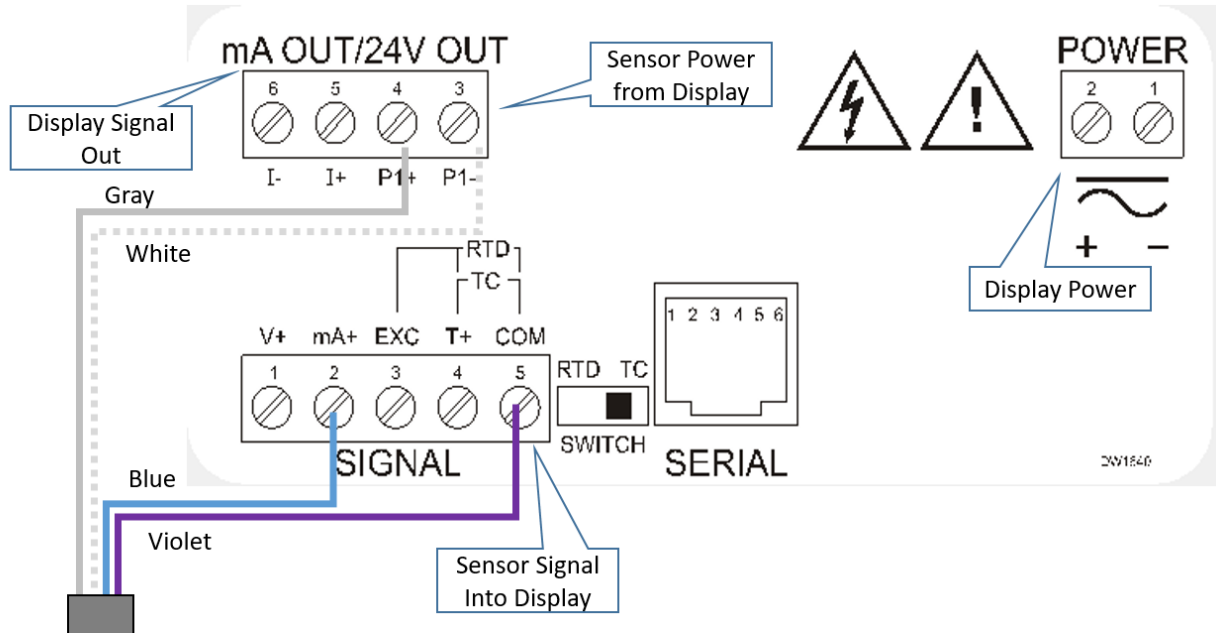 mA OUT/24V OUT
6 5 4 3
I- I+ P1+ P1-
Sensor Power
from Display
Display Signal
Out
POWER
2 1
+ −
Display Power
Gray
White
RTD
TC
V+ mA+ EXC T+ COM
1 2 3 4 5
RTD TC
SWITCH
SIGNAL
1 2 3 4 5 6
SERIAL
DW1640
Blue
Violet
Sensor Signal
Into Display